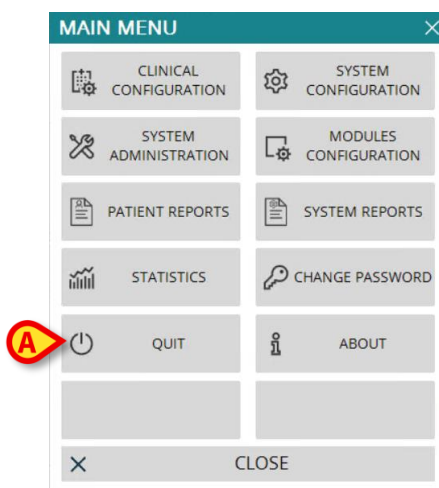 MAIN MENU
CLINICAL
CONFIGURATION
SYSTEM
CONFIGURATION
SYSTEM
ADMINISTRATION
MODULES
CONFIGURATION
PATIENT REPORTS
SYSTEM REPORTS
STATISTICS
CHANGE PASSWORD
A
QUIT
ABOUT
CLOSE